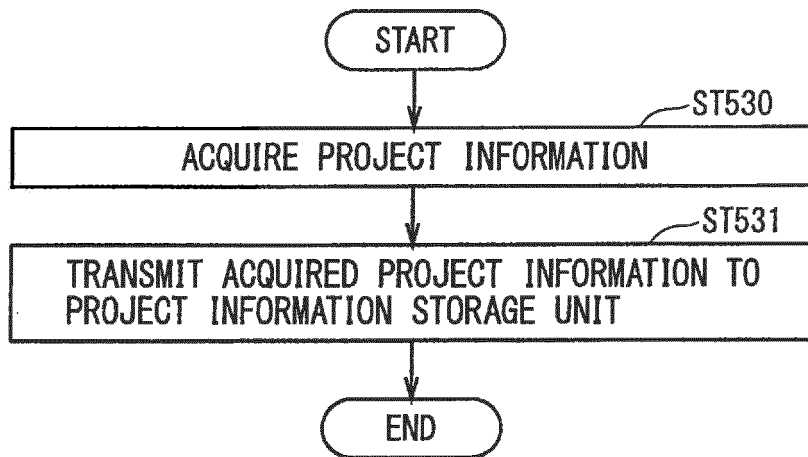 START
ST530
ACQUIRE PROJECT INFORMATION
ST531
TRANSMIT ACQUIRED PROJECT INFORMATION TO
PROJECT INFORMATION STORAGE UNIT
END